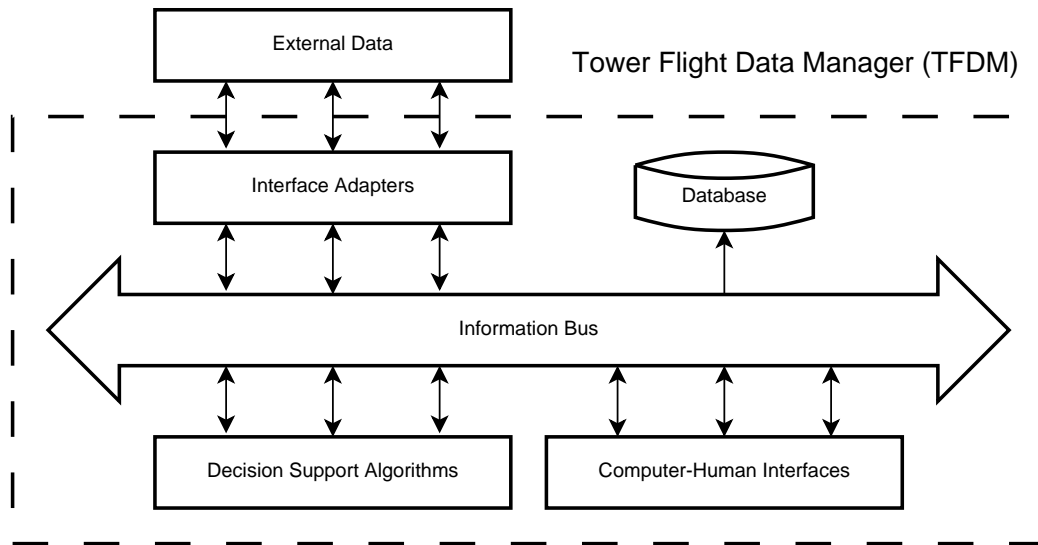 External Data
Tower Flight Data Manager (TFDM)
Interface Adapters
Database
Information Bus
Decision Support Algorithms
Computer-Human Interfaces